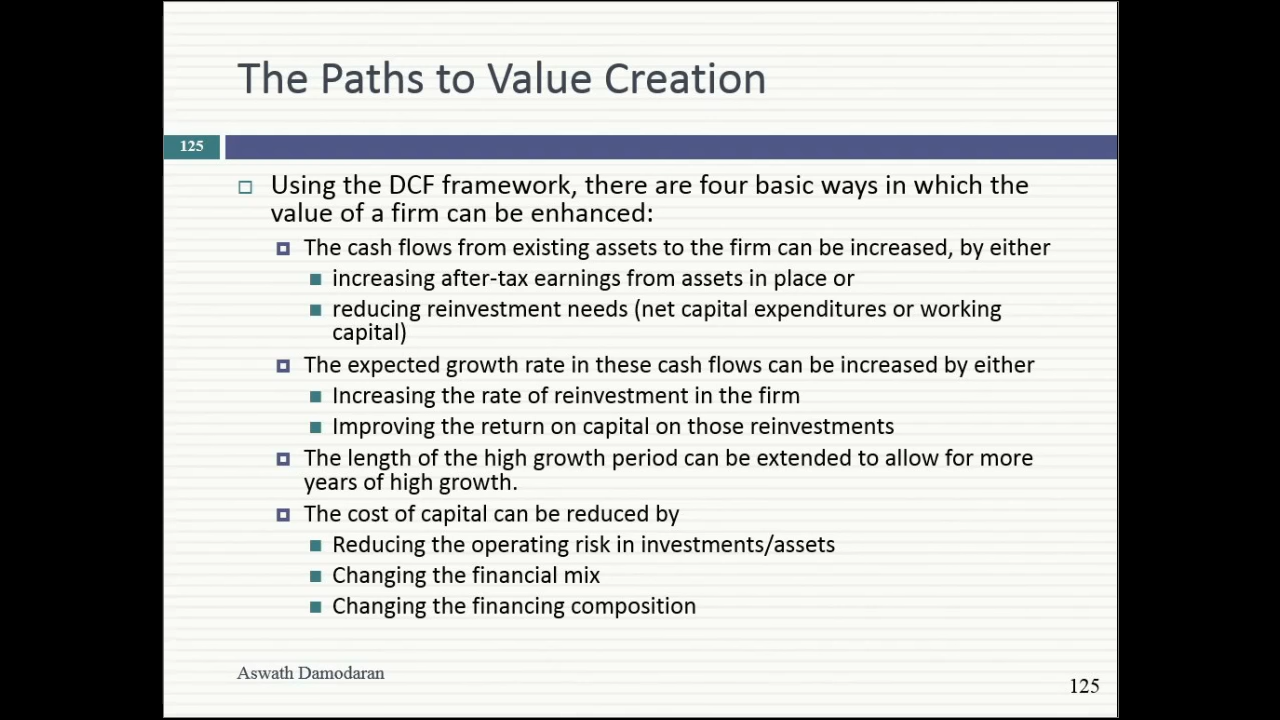 The Paths to Value Creation
125
Using the DCF framework, there are four basic ways in which the
value of a firm can be enhanced:
The cash flows from existing assets to the firm can be increased, by either
increasing after-tax earnings from assets in place or
reducing reinvestment needs (net capital expenditures or working
capital)
The expected growth rate in these cash flows can be increased by either
Increasing the rate of reinvestment in the firm
Improving the return on capital on those reinvestments
The length of the high growth period can be extended to allow for more
years of high growth.
The cost of capital can be reduced by
Reducing the operating risk in investments/assets
Changing the financial mix
Changing the financing composition
Aswath Damodaran
125